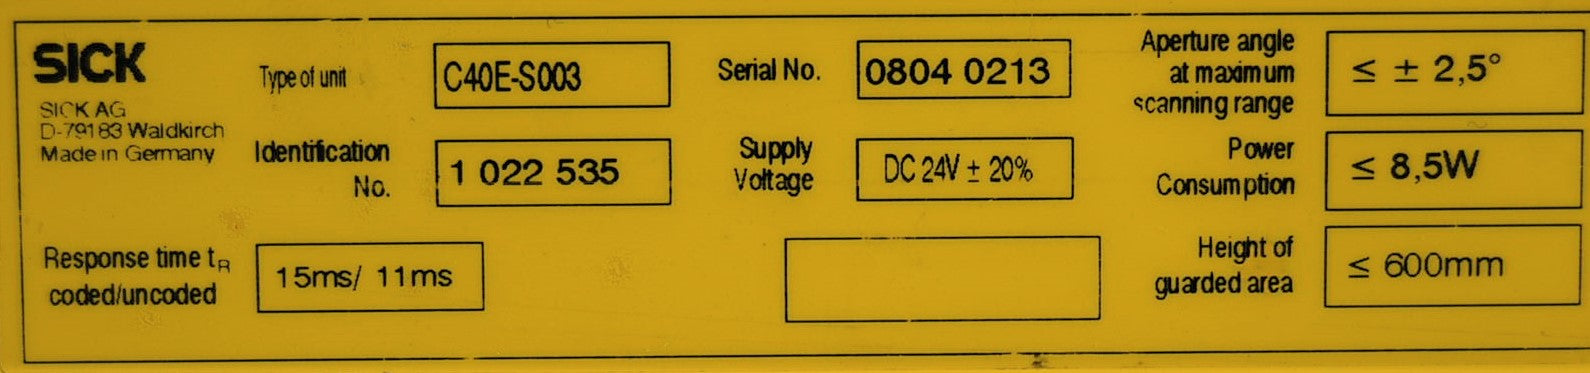 SICK
SICK AG
D-79183 Waldkirch
Made in Germany
Type of unit
C40E-S003
Serial No.
0804 0213
Aperture angle
at maximum
scanning range
≤ ± 2,5°
Identification
No.
1 022 535
Supply
Voltage
DC 24V ± 20%
Power
Consumption
≤ 8,5W
Response time tR
coded/uncoded
15ms/ 11ms
Height of
guarded area
≤ 600mm